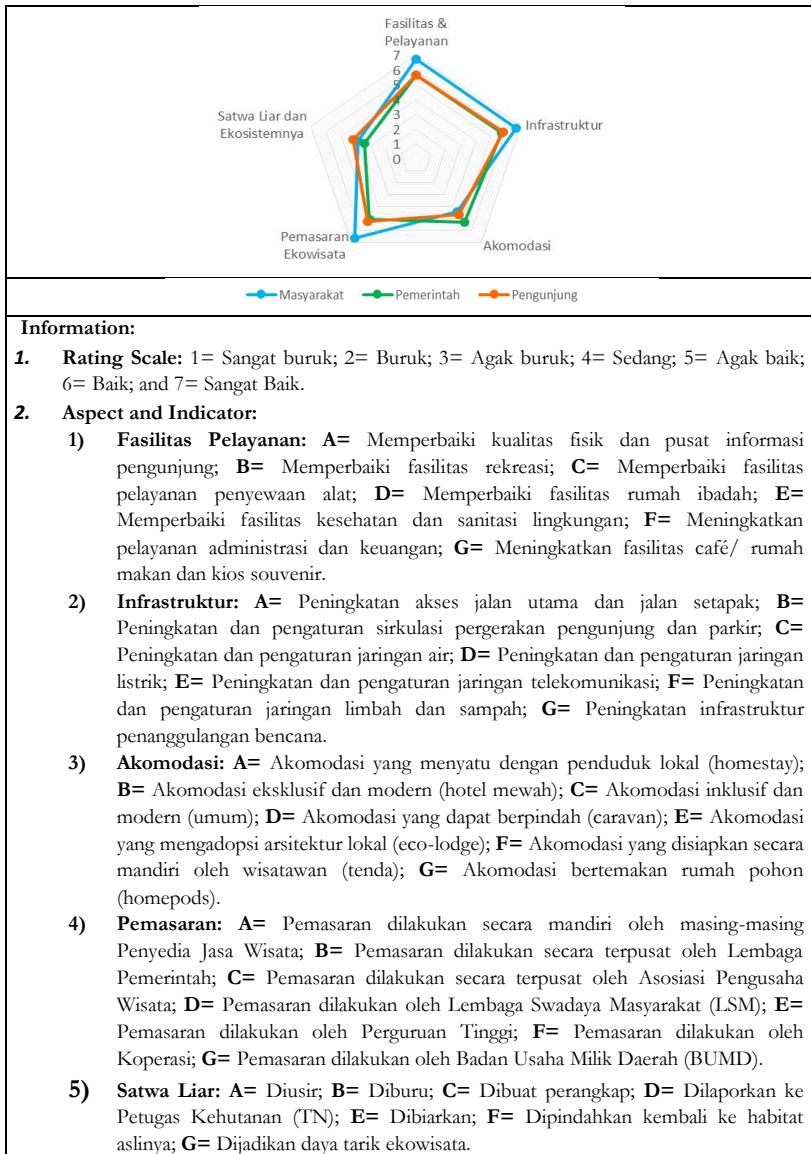 Fasilitas &
Pelayanan
7
6
5
4
3
2
1
0
Satwa Liar dan
Ekosistemnya
Infrastruktur
Pemasaran
Ekowisata
Akomodasi
Masyarakat Pemerintah Pengunjung
Information:
1. Rating Scale: 1= Sangat buruk; 2= Buruk; 3= Agak buruk; 4= Sedang; 5= Agak baik;
6= Baik; and 7= Sangat Baik.
2. Aspect and Indicator:
1) Fasilitas Pelayanan: A= Memperbaiki kualitas fisik dan pusat informasi
pengunjung; B= Memperbaiki fasilitas rekreasi; C= Memperbaiki fasilitas
pelayanan penyewaan alat; D= Memperbaiki fasilitas rumah ibadah; E=
Memperbaiki fasilitas kesehatan dan sanitasi lingkungan; F= Meningkatkan
pelayanan administrasi dan keuangan; G= Meningkatkan fasilitas café/ rumah
makan dan kios souvenir.
2) Infrastruktur: A= Peningkatan akses jalan utama dan jalan setapak; B=
Peningkatan dan pengaturan sirkulasi pergerakan pengunjung dan parkir; C=
Peningkatan dan pengaturan jaringan air; D= Peningkatan dan pengaturan jaringan
listrik; E= Peningkatan dan pengaturan jaringan telekomunikasi; F= Peningkatan
dan pengaturan jaringan limbah dan sampah; G= Peningkatan infrastruktur
penanggulangan bencana.
3) Akomodasi: A= Akomodasi yang menyatu dengan penduduk lokal (homestay);
B= Akomodasi eksklusif dan modern (hotel mewah); C= Akomodasi inklusif dan
modern (umum); D= Akomodasi yang dapat berpindah (caravan); E= Akomodasi
yang mengadopsi arsitektur lokal (eco-lodge); F= Akomodasi yang disiapkan secara
mandiri oleh wisatawan (tenda); G= Akomodasi bertemakan rumah pohon
(homepods).
4) Pemasaran: A= Pemasaran dilakukan secara mandiri oleh masing-masing
Penyedia Jasa Wisata; B= Pemasaran dilakukan secara terpusat oleh Lembaga
Pemerintah; C= Pemasaran dilakukan secara terpusat oleh Asosiasi Pengusaha
Wisata; D= Pemasaran dilakukan oleh Lembaga Swadaya Masyarakat (LSM); E=
Pemasaran dilakukan oleh Perguruan Tinggi; F= Pemasaran dilakukan oleh
Koperasi; G= Pemasaran dilakukan oleh Badan Usaha Milik Daerah (BUMD).
5) Satwa Liar: A= Diusir; B= Diburu; C= Dibuat perangkap; D= Dilaporkan ke
Petugas Kehutanan (TN); E= Dibiarkan; F= Dipindahkan kembali ke habitat
aslinya; G= Dijadikan daya tarik ekowisata.